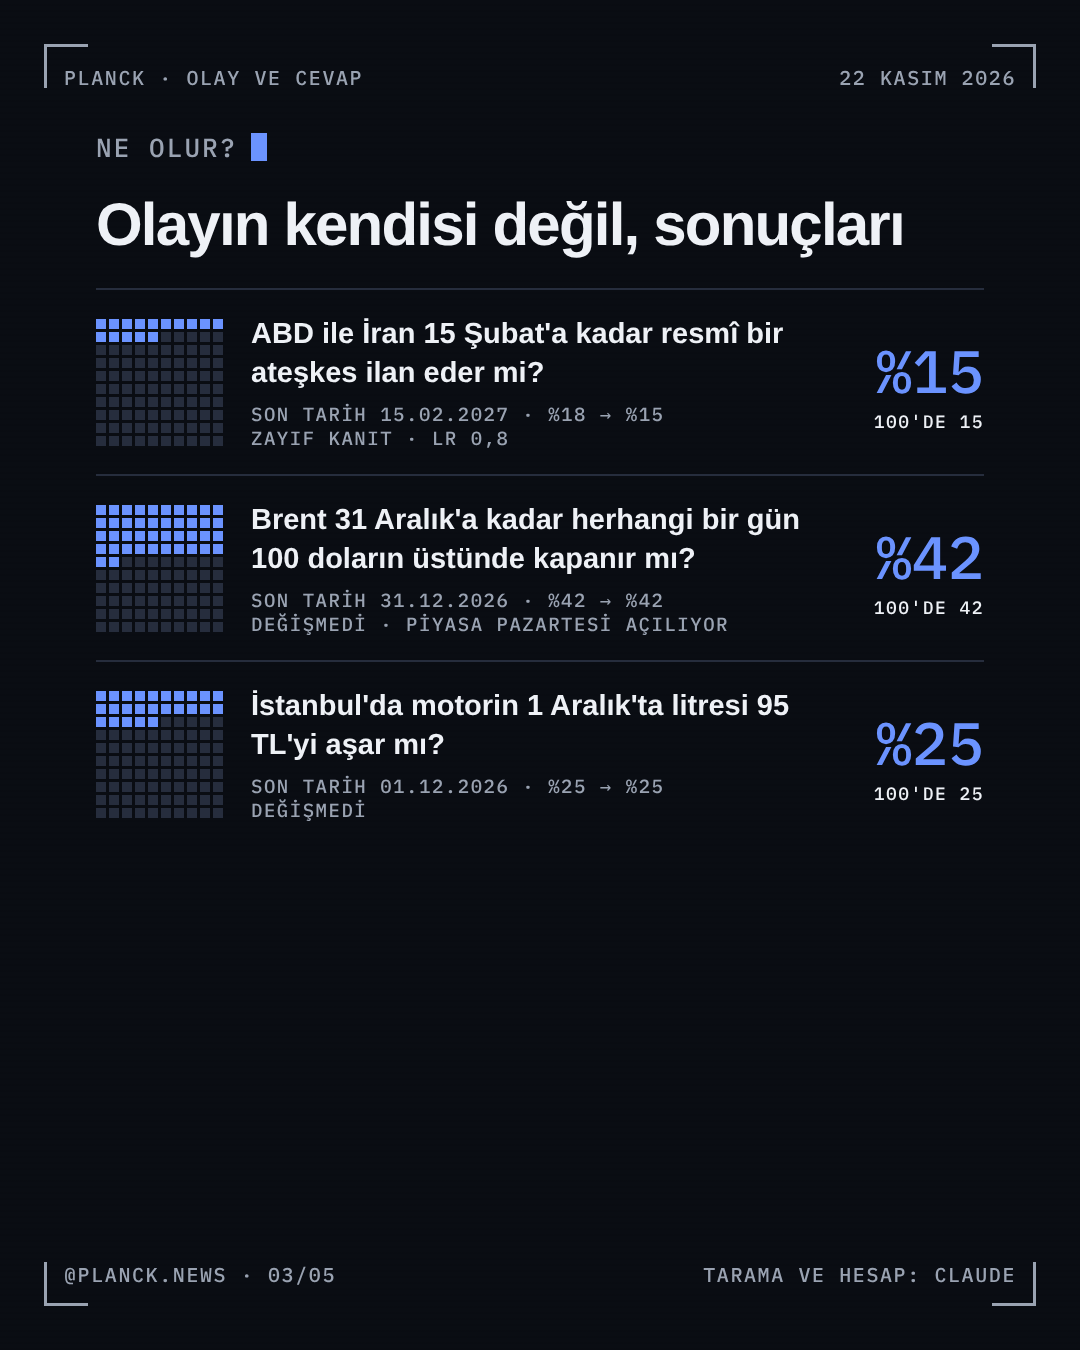 PLANCK · OLAY VE CEVAP
22 KASIM 2026
NE OLUR?
Olayın kendisi değil, sonuçları
ABD ile İran 15 Şubat'a kadar resmî bir
ateşkes ilan eder mi?
SON TARİH 15.02.2027 · %18 → %15
ZAYIF KANIT · LR 0,8
%15
100'DE 15
Brent 31 Aralık'a kadar herhangi bir gün
100 doların üstünde kapanır mı?
SON TARİH 31.12.2026 · %42 → %42
DEĞİŞMEDİ · PİYASA PAZARTESİ AÇILIYOR
%42
100'DE 42
İstanbul'da motorin 1 Aralık'ta litresi 95
TL'yi aşar mı?
SON TARİH 01.12.2026 · %25 → %25
DEĞİŞMEDİ
%25
100'DE 25
@PLANCK.NEWS · 03/05
TARAMA VE HESAP: CLAUDE